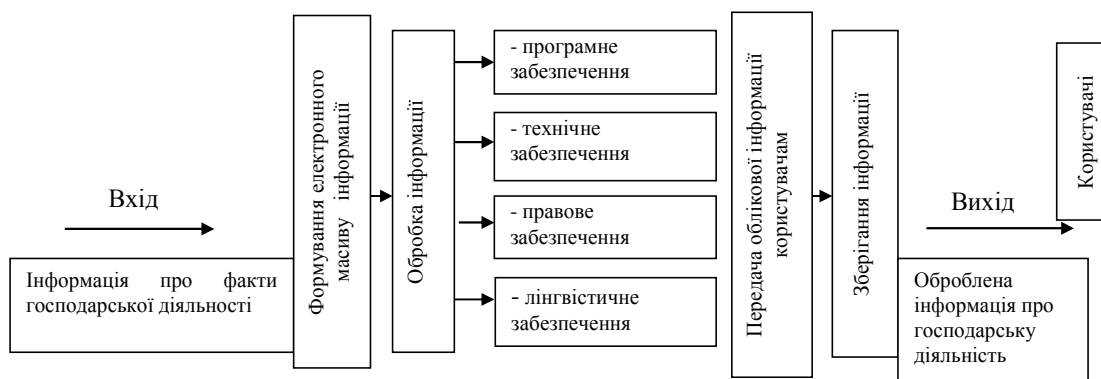 Вхід
Інформація про факти
господарської діяльності
Формування електронного
масиву інформації
Обробка інформації
- програмне
забезпечення
- технічне
забезпечення
- правове
забезпечення
- лінгвістичне
забезпечення
Передача облікової інформації
користувачам
Зберігання інформації
Вихід
Оброблена
інформація про
господарську
діяльність
Користувачі